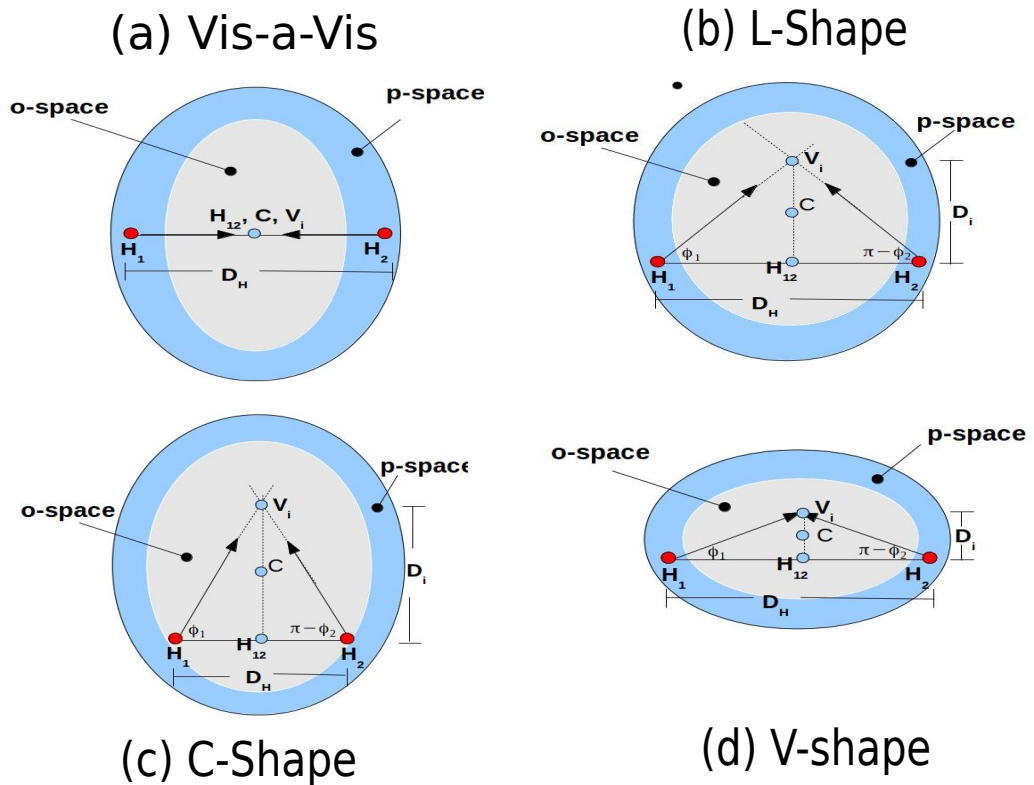 (a) Vis-a-Vis
o-space
p-space
H12, C, Vi
H1
H2
DH
(b) L-Shape
o-space
p-space
Vi
C
Di
ϕ1
π−ϕ2
H1
H12
H2
DH
o-space
p-space
Vi
C
Di
ϕ1
π−ϕ2
H1
H12
H2
DH
(c) C-Shape
p-space
o-space
Vi
C
Di
ϕ1
π−ϕ2
H1
H12
H2
DH
(d) V-shape